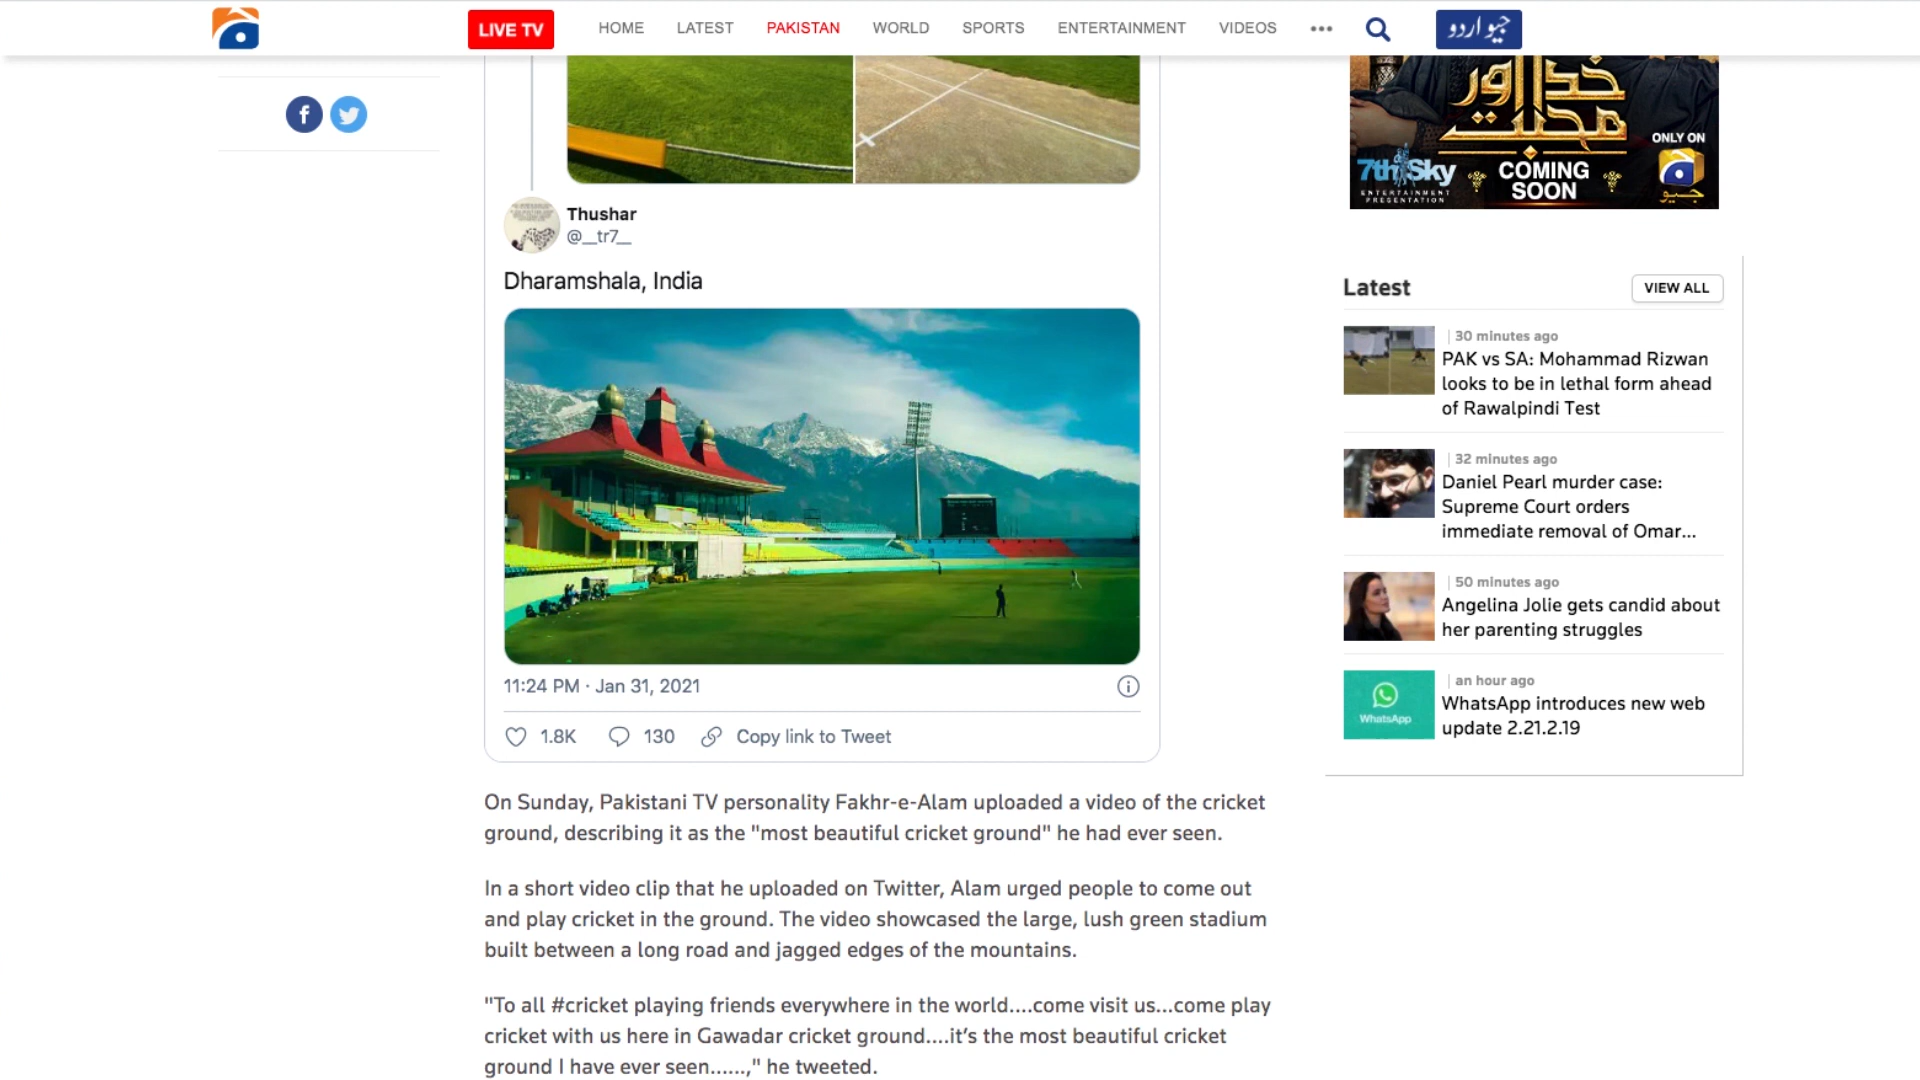 LIVE TV
HOME
LATEST
PAKISTAN
WORLD
SPORTS
ENTERTAINMENT
VIDEOS
جیو اردو
Thushar
@__tr7__
Dharamshala, India
11:24 PM · Jan 31, 2021
1.8K
130
Copy link to Tweet
On Sunday, Pakistani TV personality Fakhr-e-Alam uploaded a video of the cricket
ground, describing it as the "most beautiful cricket ground" he had ever seen.
In a short video clip that he uploaded on Twitter, Alam urged people to come out
and play cricket in the ground. The video showcased the large, lush green stadium
built between a long road and jagged edges of the mountains.
"To all #cricket playing friends everywhere in the world....come visit us...come play
cricket with us here in Gawadar cricket ground....it’s the most beautiful cricket
ground I have ever seen......," he tweeted.
خدا اور
محبت
ONLY ON
7th Sky
ENTERTAINMENT
PRESENTATION
COMING
SOON
جیو
Latest
VIEW ALL
30 minutes ago
PAK vs SA: Mohammad Rizwan
looks to be in lethal form ahead
of Rawalpindi Test
32 minutes ago
Daniel Pearl murder case:
Supreme Court orders
immediate removal of Omar...
50 minutes ago
Angelina Jolie gets candid about
her parenting struggles
an hour ago
WhatsApp introduces new web
update 2.21.2.19
WhatsApp